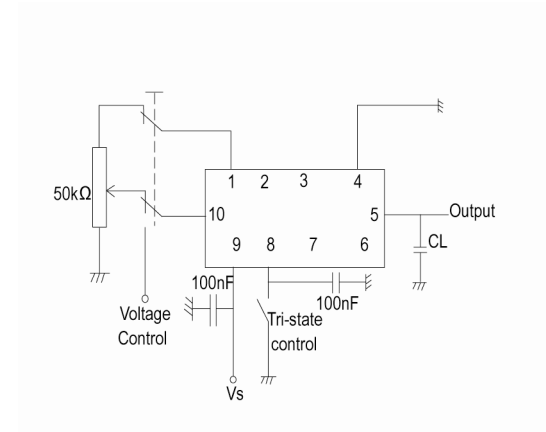 1 2 3 4
50kΩ
10 5 Output
9 8 7 6
CL
100nF
100nF
Voltage
Control
Tri-state
control
Vs